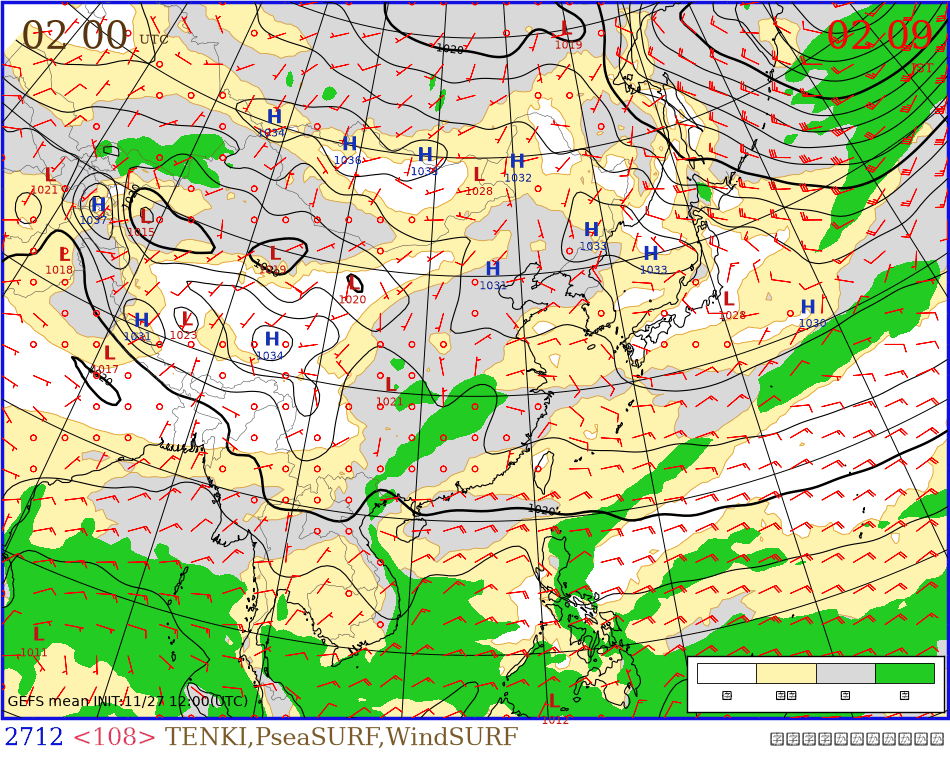 02 00 UTC
02 09
JST
1020
1019
H 1034
H 1036
H
L 1028
H 1032
L 1021
H 1037
L 1015
H 1033
L 1018
L 1019
H 1031
H 1033
L 1020
L 1028
H 1030
H 1031
L 1023
H 1034
L 1017
L 1021
1020
L 1011
L 1012
GEFS mean INIT:11/27 12:00(UTC)
2712 <108> TENKI,PseaSURF,WindSURF